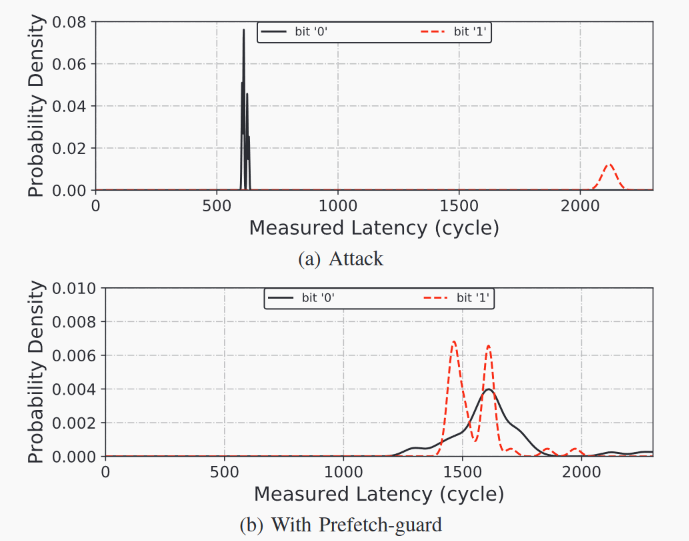 Probability Density
0.08
0.06
0.04
0.02
0.00
bit '0'
bit '1'
0
500
1000
1500
2000
Measured Latency (cycle)
(a) Attack
Probability Density
0.010
0.008
0.006
0.004
0.002
0.000
bit '0'
bit '1'
0
500
1000
1500
2000
Measured Latency (cycle)
(b) With Prefetch-guard